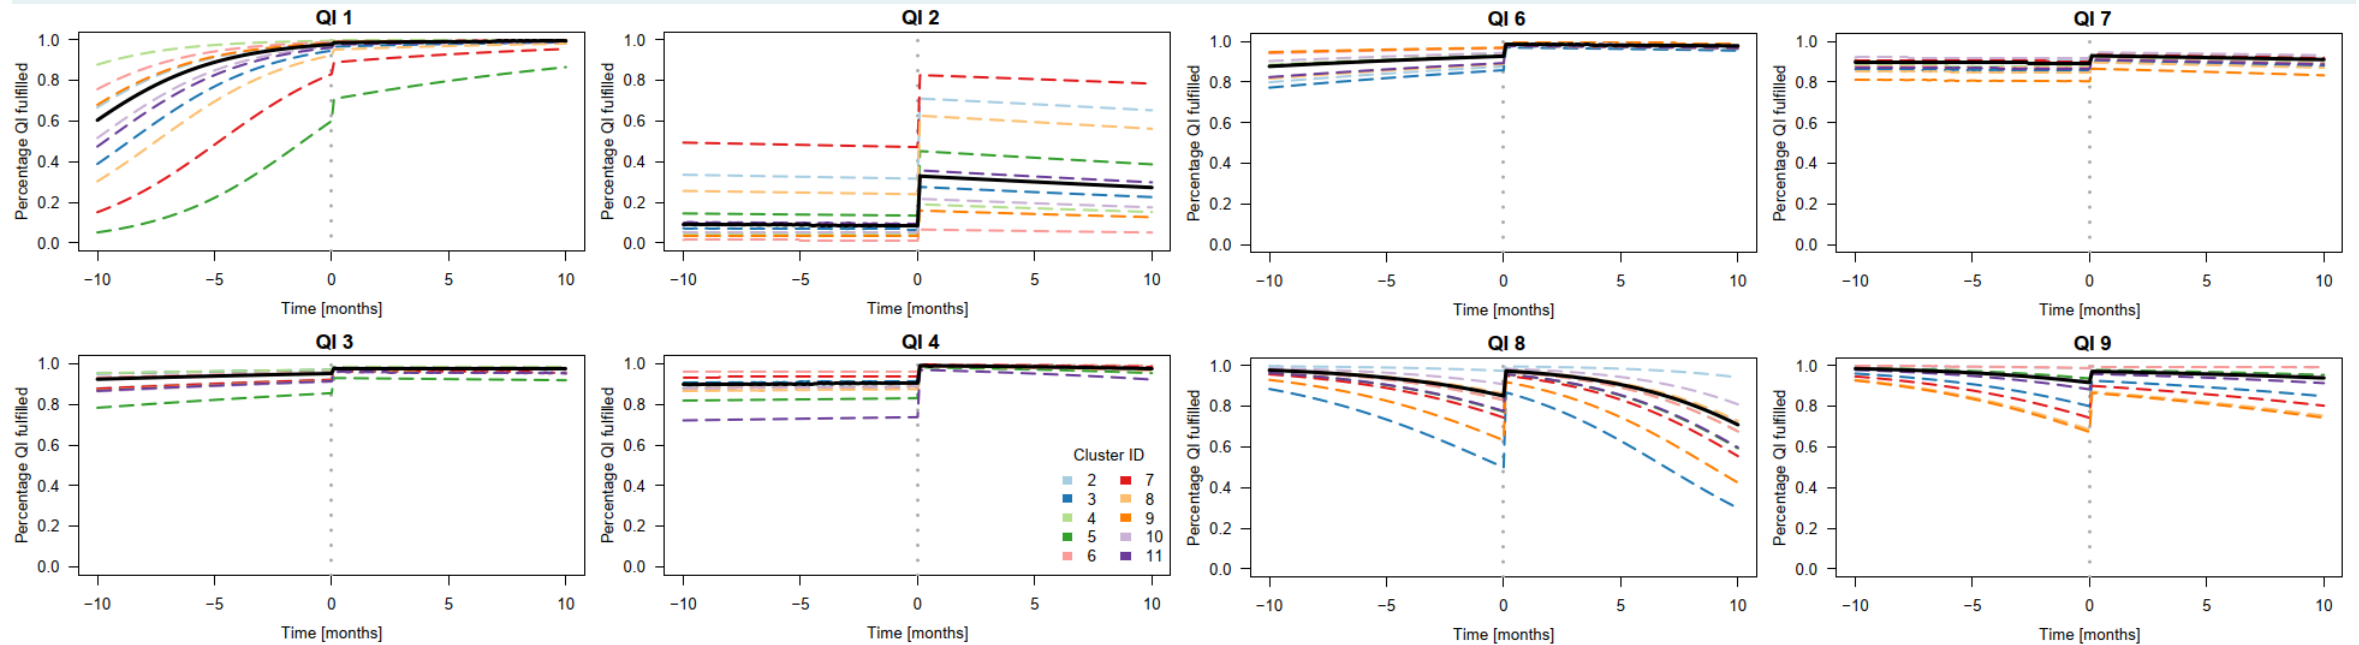 QI 1
Percentage QI fulfilled
1.0
0.8
0.6
0.4
0.2
0.0
−10 −5 0 5 10
Time [months]
QI 2
Percentage QI fulfilled
1.0
0.8
0.6
0.4
0.2
0.0
−10 −5 0 5 10
Time [months]
QI 6
Percentage QI fulfilled
1.0
0.8
0.6
0.4
0.2
0.0
−10 −5 0 5 10
Time [months]
QI 7
Percentage QI fulfilled
1.0
0.8
0.6
0.4
0.2
0.0
−10 −5 0 5 10
Time [months]
QI 3
Percentage QI fulfilled
1.0
0.8
0.6
0.4
0.2
0.0
−10 −5 0 5 10
Time [months]
QI 4
Percentage QI fulfilled
1.0
0.8
0.6
0.4
0.2
0.0
Cluster ID
2 7
3 8
4 9
5 10
6 11
−10 −5 0 5 10
Time [months]
QI 8
Percentage QI fulfilled
1.0
0.8
0.6
0.4
0.2
0.0
−10 −5 0 5 10
Time [months]
QI 9
Percentage QI fulfilled
1.0
0.8
0.6
0.4
0.2
0.0
−10 −5 0 5 10
Time [months]